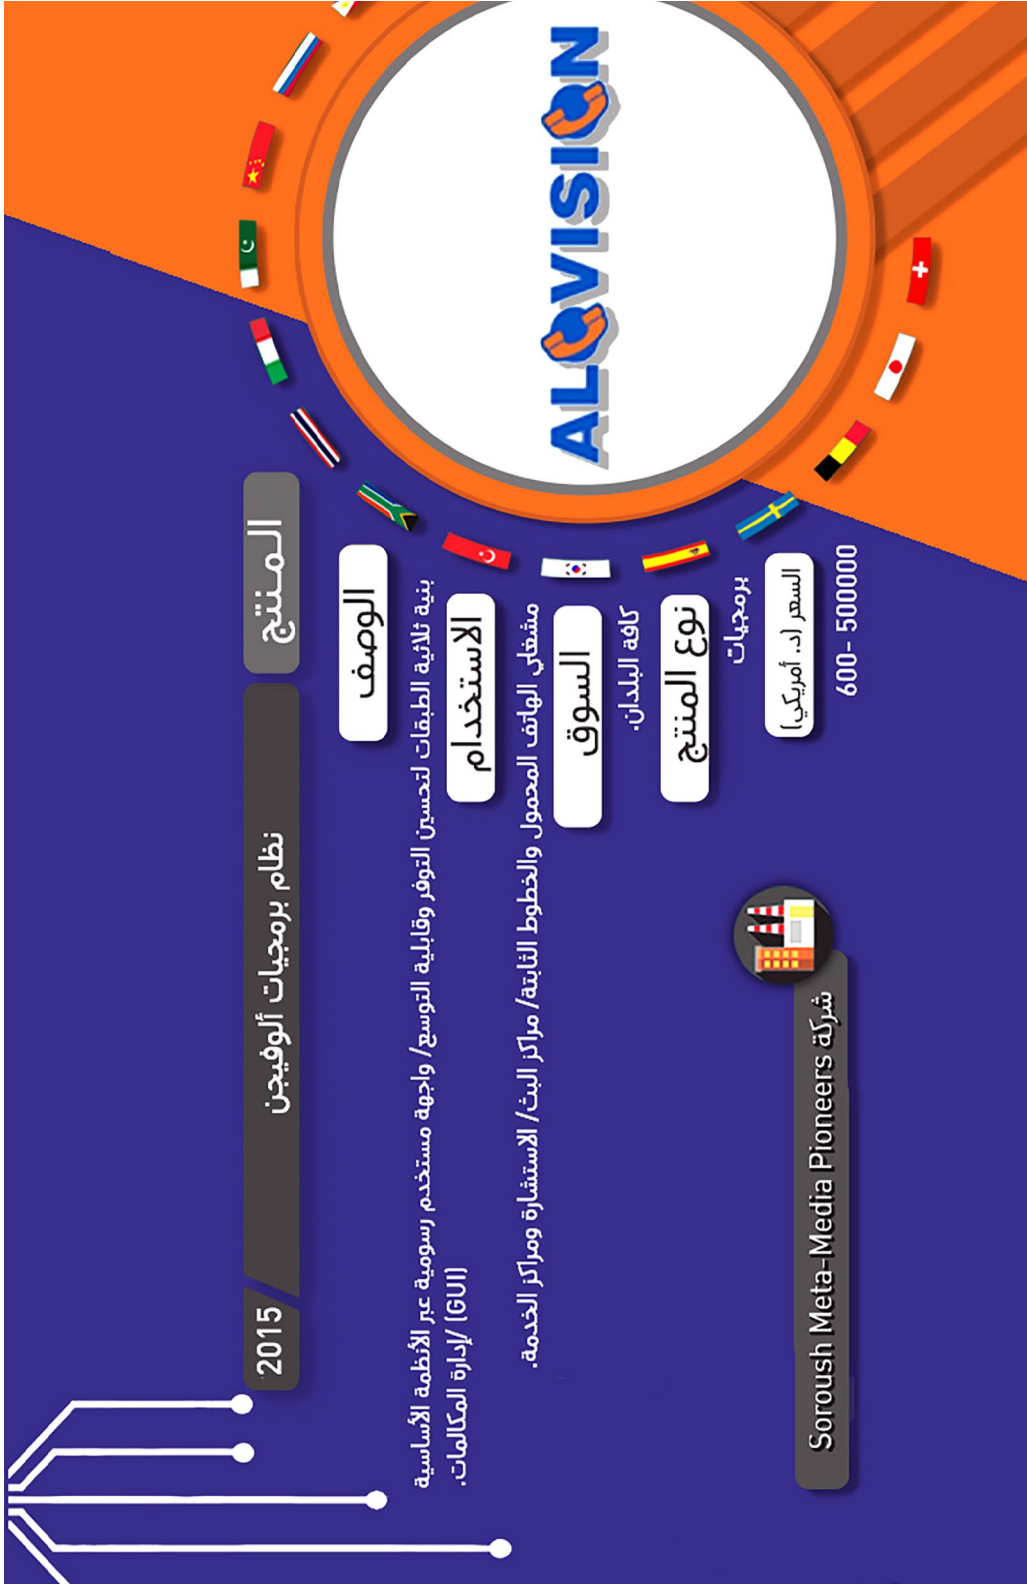 ALOVISION
المنتج
نظام برمجيات ألوفيجن
2015
الوصف
بنية ثلاثية الطبقات لتحسين التوفر وقابلية التوسع/ واجهة مستخدم رسومية عبر الأنظمة الأساسية
(GUI) /إدارة المكالمات.
الاستخدام
مشغلي الهاتف المحمول والخطوط الثابتة/ مراكز البث/ الاستشارة ومراكز الخدمة.
السوق
كافة البلدان.
نوع المنتج
برمجيات
السعر (د. أمريكي)
600- 500000
شركة Soroush Meta-Media Pioneers